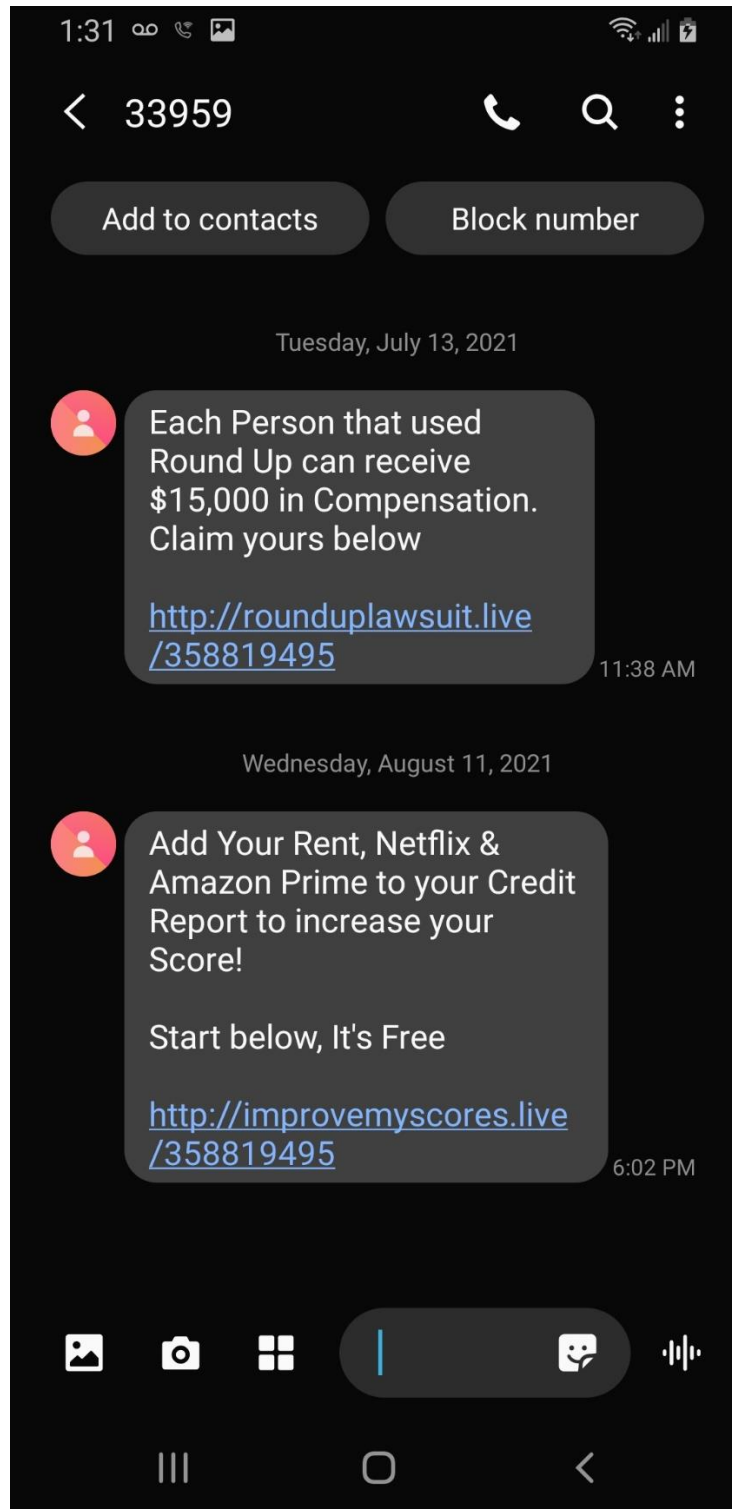 1:31
33959
Add to contacts
Block number
Tuesday, July 13, 2021
Each Person that used
Round Up can receive
$15,000 in Compensation.
Claim yours below
http://rounduplawsuit.live
/358819495
11:38 AM
Wednesday, August 11, 2021
Add Your Rent, Netflix &
Amazon Prime to your Credit
Report to increase your
Score!
Start below, It's Free
http://improvemyscores.live
/358819495
6:02 PM